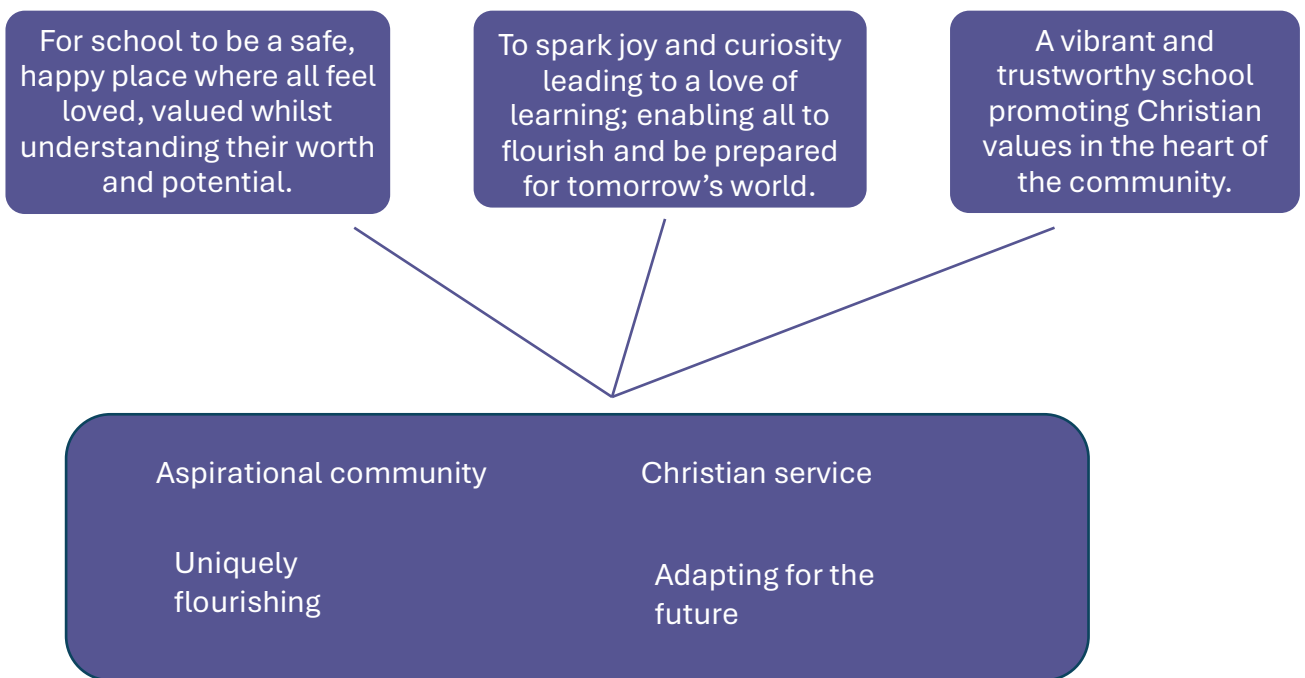 For school to be a safe,
happy place where all feel
loved, valued whilst
understanding their worth
and potential.
To spark joy and curiosity
leading to a love of
learning; enabling all to
flourish and be prepared
for tomorrow’s world.
A vibrant and
trustworthy school
promoting Christian
values in the heart of
the community.
Aspirational community
Christian service
Uniquely
flourishing
Adapting for the
future